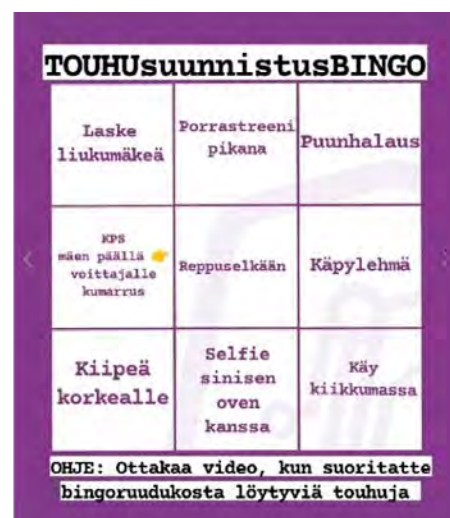 TOUHUsuunnistusBINGO
Laske
liukumäkeä
Porrastreeni
pikana
Puunhalaus
KPS
mäen päällä 👉
voittajalle
kumarrus
Reppuselkään
Käpylehmä
Kiipeä
korkealle
Selfie
sinisen
oven
kanssa
Käy
kiikkumassa
OHJE: Ottakaa video, kun suoritatte
bingoruudukosta löytyviä touhuja